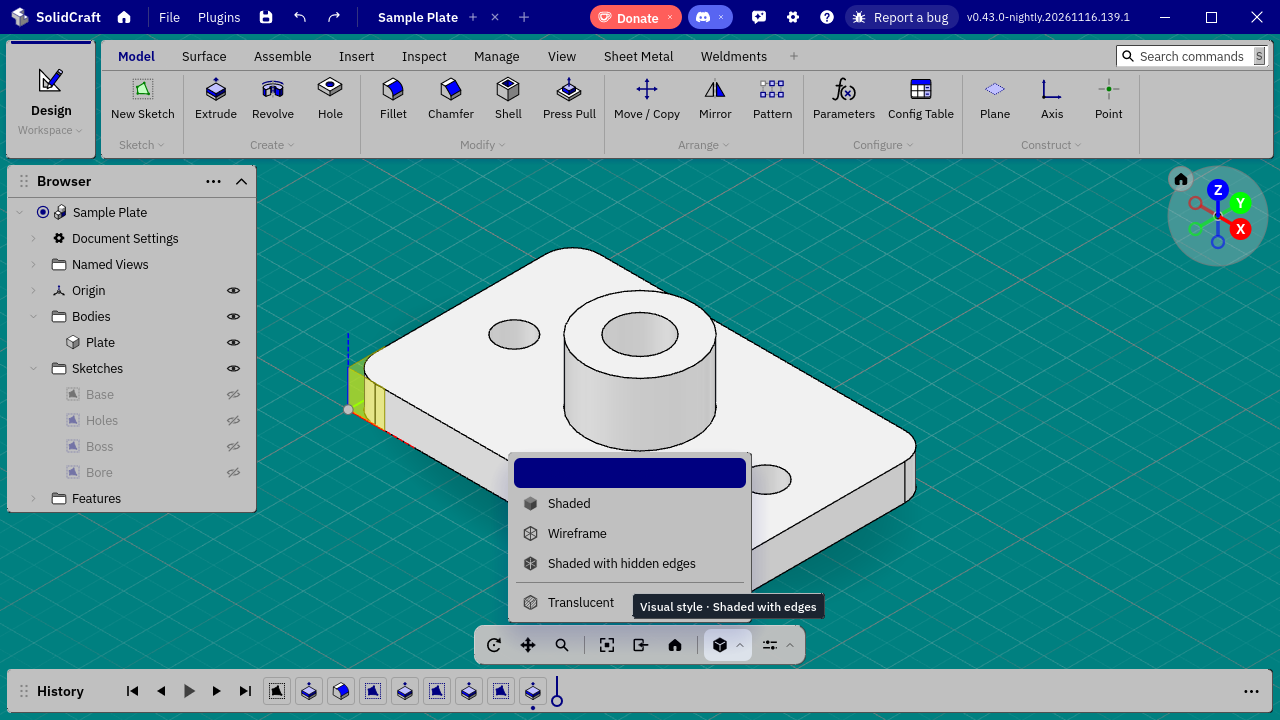 SolidCraft
File
Plugins
Sample Plate
Donate
Report a bug
v0.43.0-nightly.20261116.139.1
Design
Workspace
Model
Surface
Assemble
Insert
Inspect
Manage
View
Sheet Metal
Weldments
Search commands
S
New Sketch
Extrude
Revolve
Hole
Fillet
Chamfer
Shell
Press Pull
Move / Copy
Mirror
Pattern
Parameters
Config Table
Plane
Axis
Point
Sketch
Create
Modify
Arrange
Configure
Construct
Browser
Sample Plate
Document Settings
Named Views
Origin
Bodies
Plate
Sketches
Base
Holes
Boss
Bore
Features
Z
Y
X
Shaded
Wireframe
Shaded with hidden edges
Translucent
Visual style · Shaded with edges
History